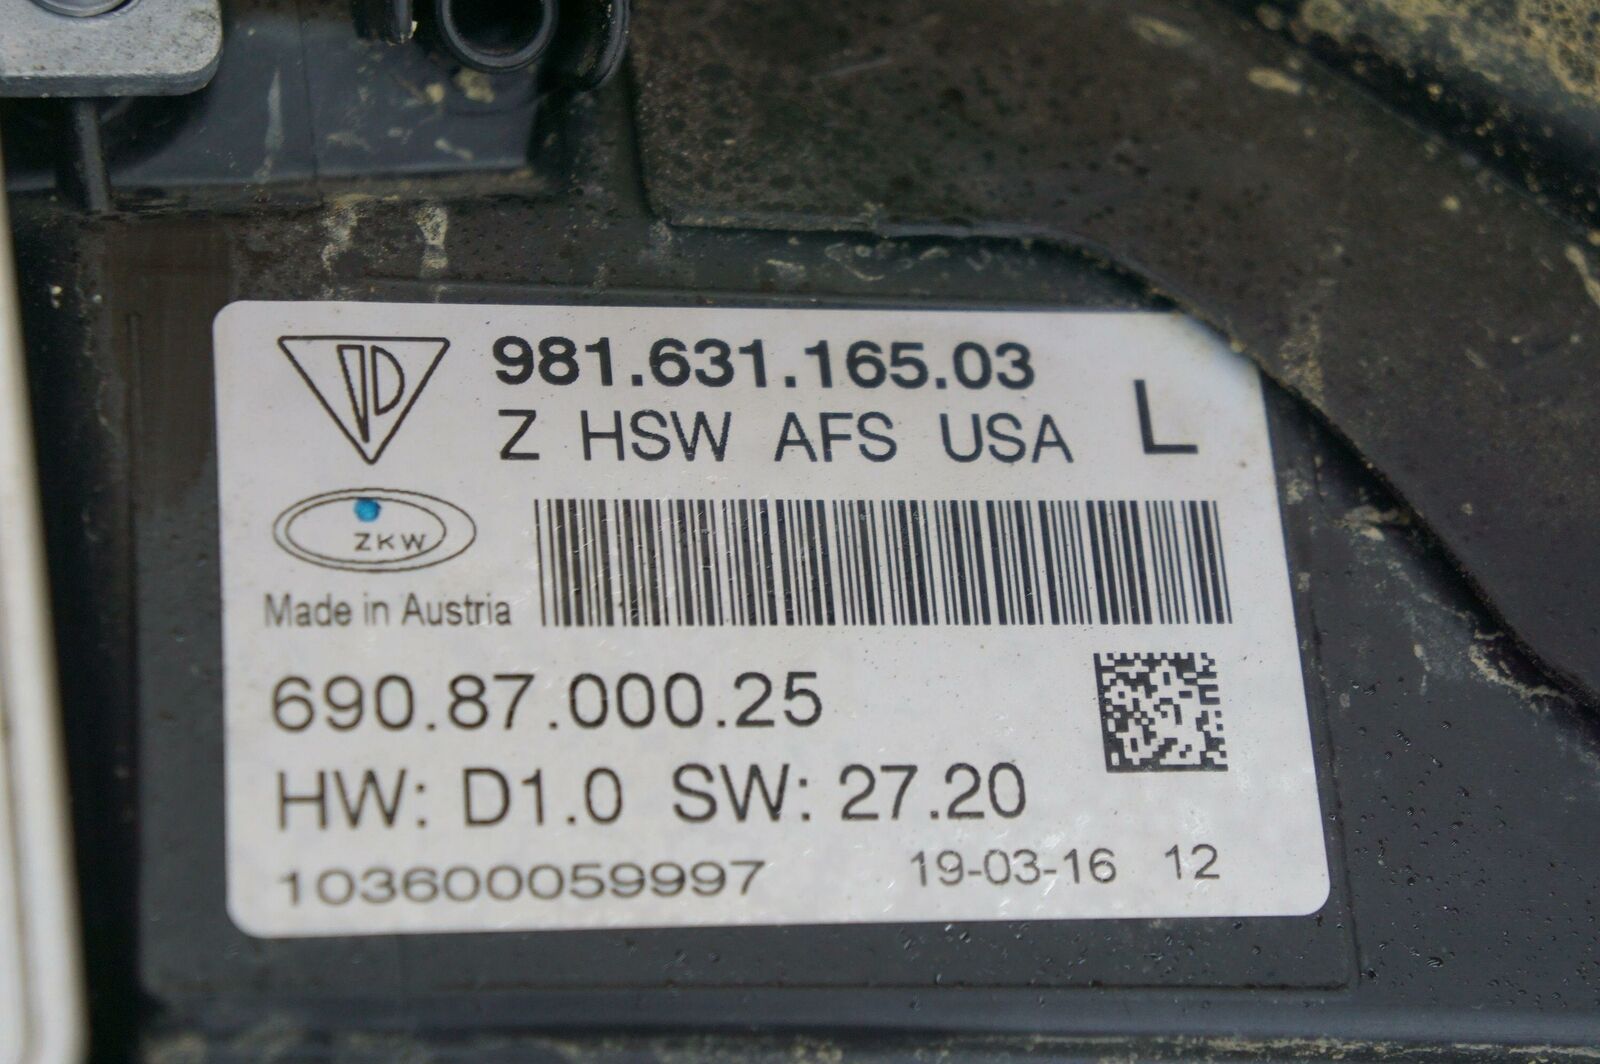 981.631.165.03
Z HSW AFS USA L
ZKW
Made in Austria
690.87.000.25
HW: D1.0 SW: 27.20
103600059997 19-03-16 12